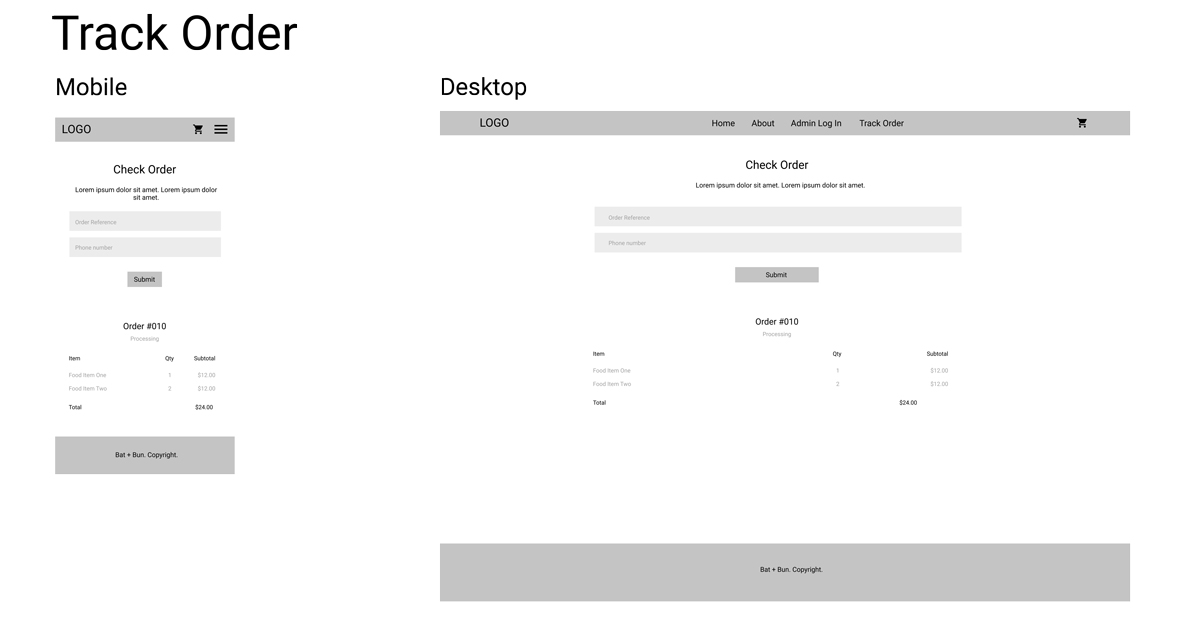 Track Order
Mobile
LOGO
Check Order
Lorem ipsum dolor sit amet. Lorem ipsum dolor
sit amet.
Order Reference
Phone number
Submit
Order #010
Processing
Item Qty Subtotal
Food Item One 1 $12.00
Food Item Two 2 $12.00
Total $24.00
Bat + Bun. Copyright.
Desktop
LOGO Home About Admin Log In Track Order
Check Order
Lorem ipsum dolor sit amet. Lorem ipsum dolor sit amet.
Order Reference
Phone number
Submit
Order #010
Processing
Item Qty Subtotal
Food Item One 1 $12.00
Food Item Two 2 $12.00
Total $24.00
Bat + Bun. Copyright.